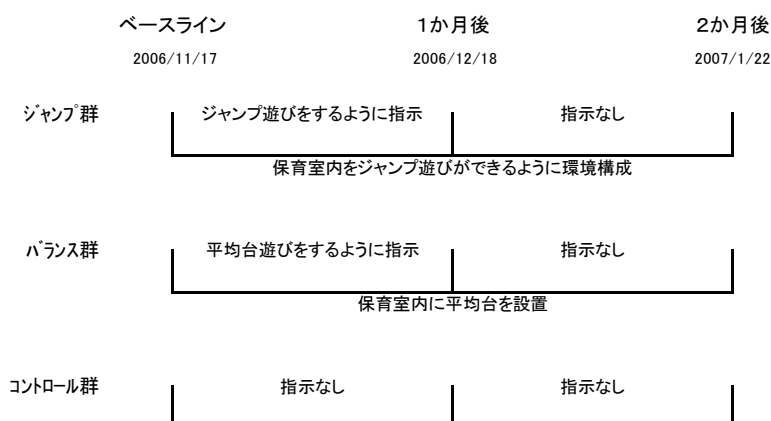 ベースライン 1か月後 2か月後
2006/11/17 2006/12/18 2007/1/22
ｼﾞｬﾝﾌﾟ群 ジャンプ遊びをするように指示 指示なし
保育室内をジャンプ遊びができるように環境構成
ﾊﾞﾗﾝｽ群 平均台遊びをするように指示 指示なし
保育室内に平均台を設置
ｺﾝﾄﾛｰﾙ群 指示なし 指示なし